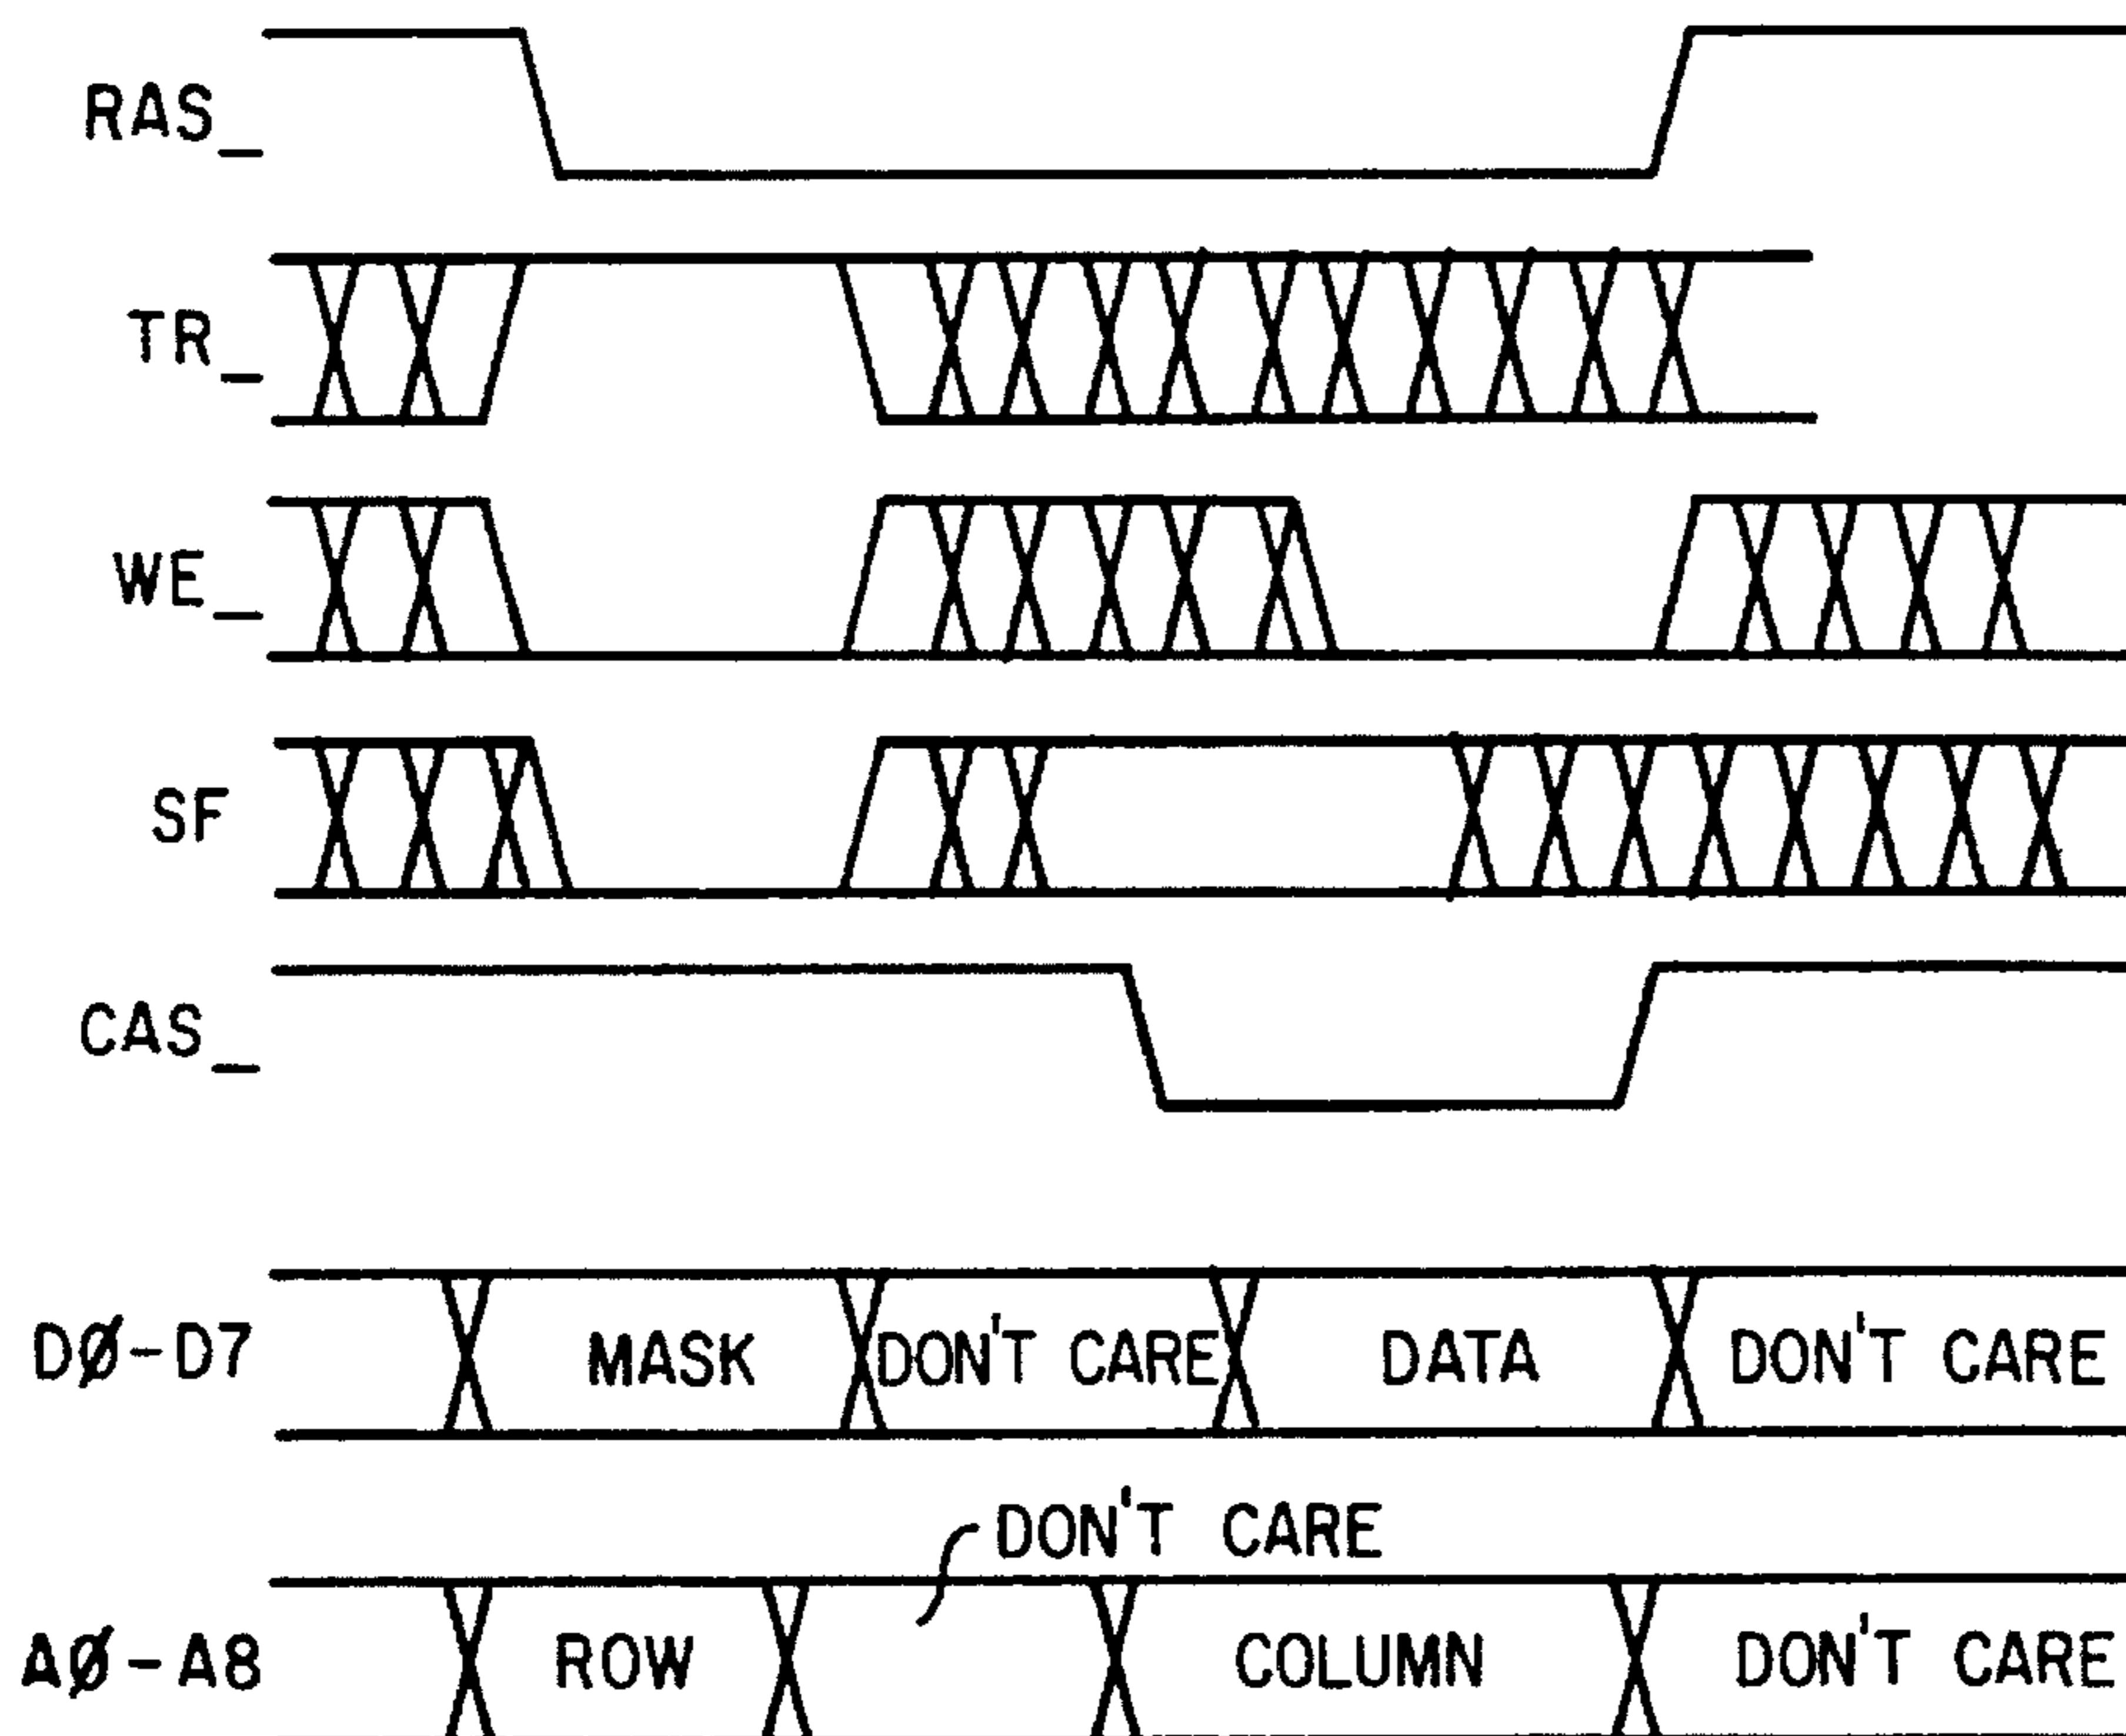 RAS_
TR_
WE_
SF
CAS_
DØ-D7 MASK DON'T CARE DATA DON'T CARE
DON'T CARE
AØ-A8 ROW COLUMN DON'T CARE